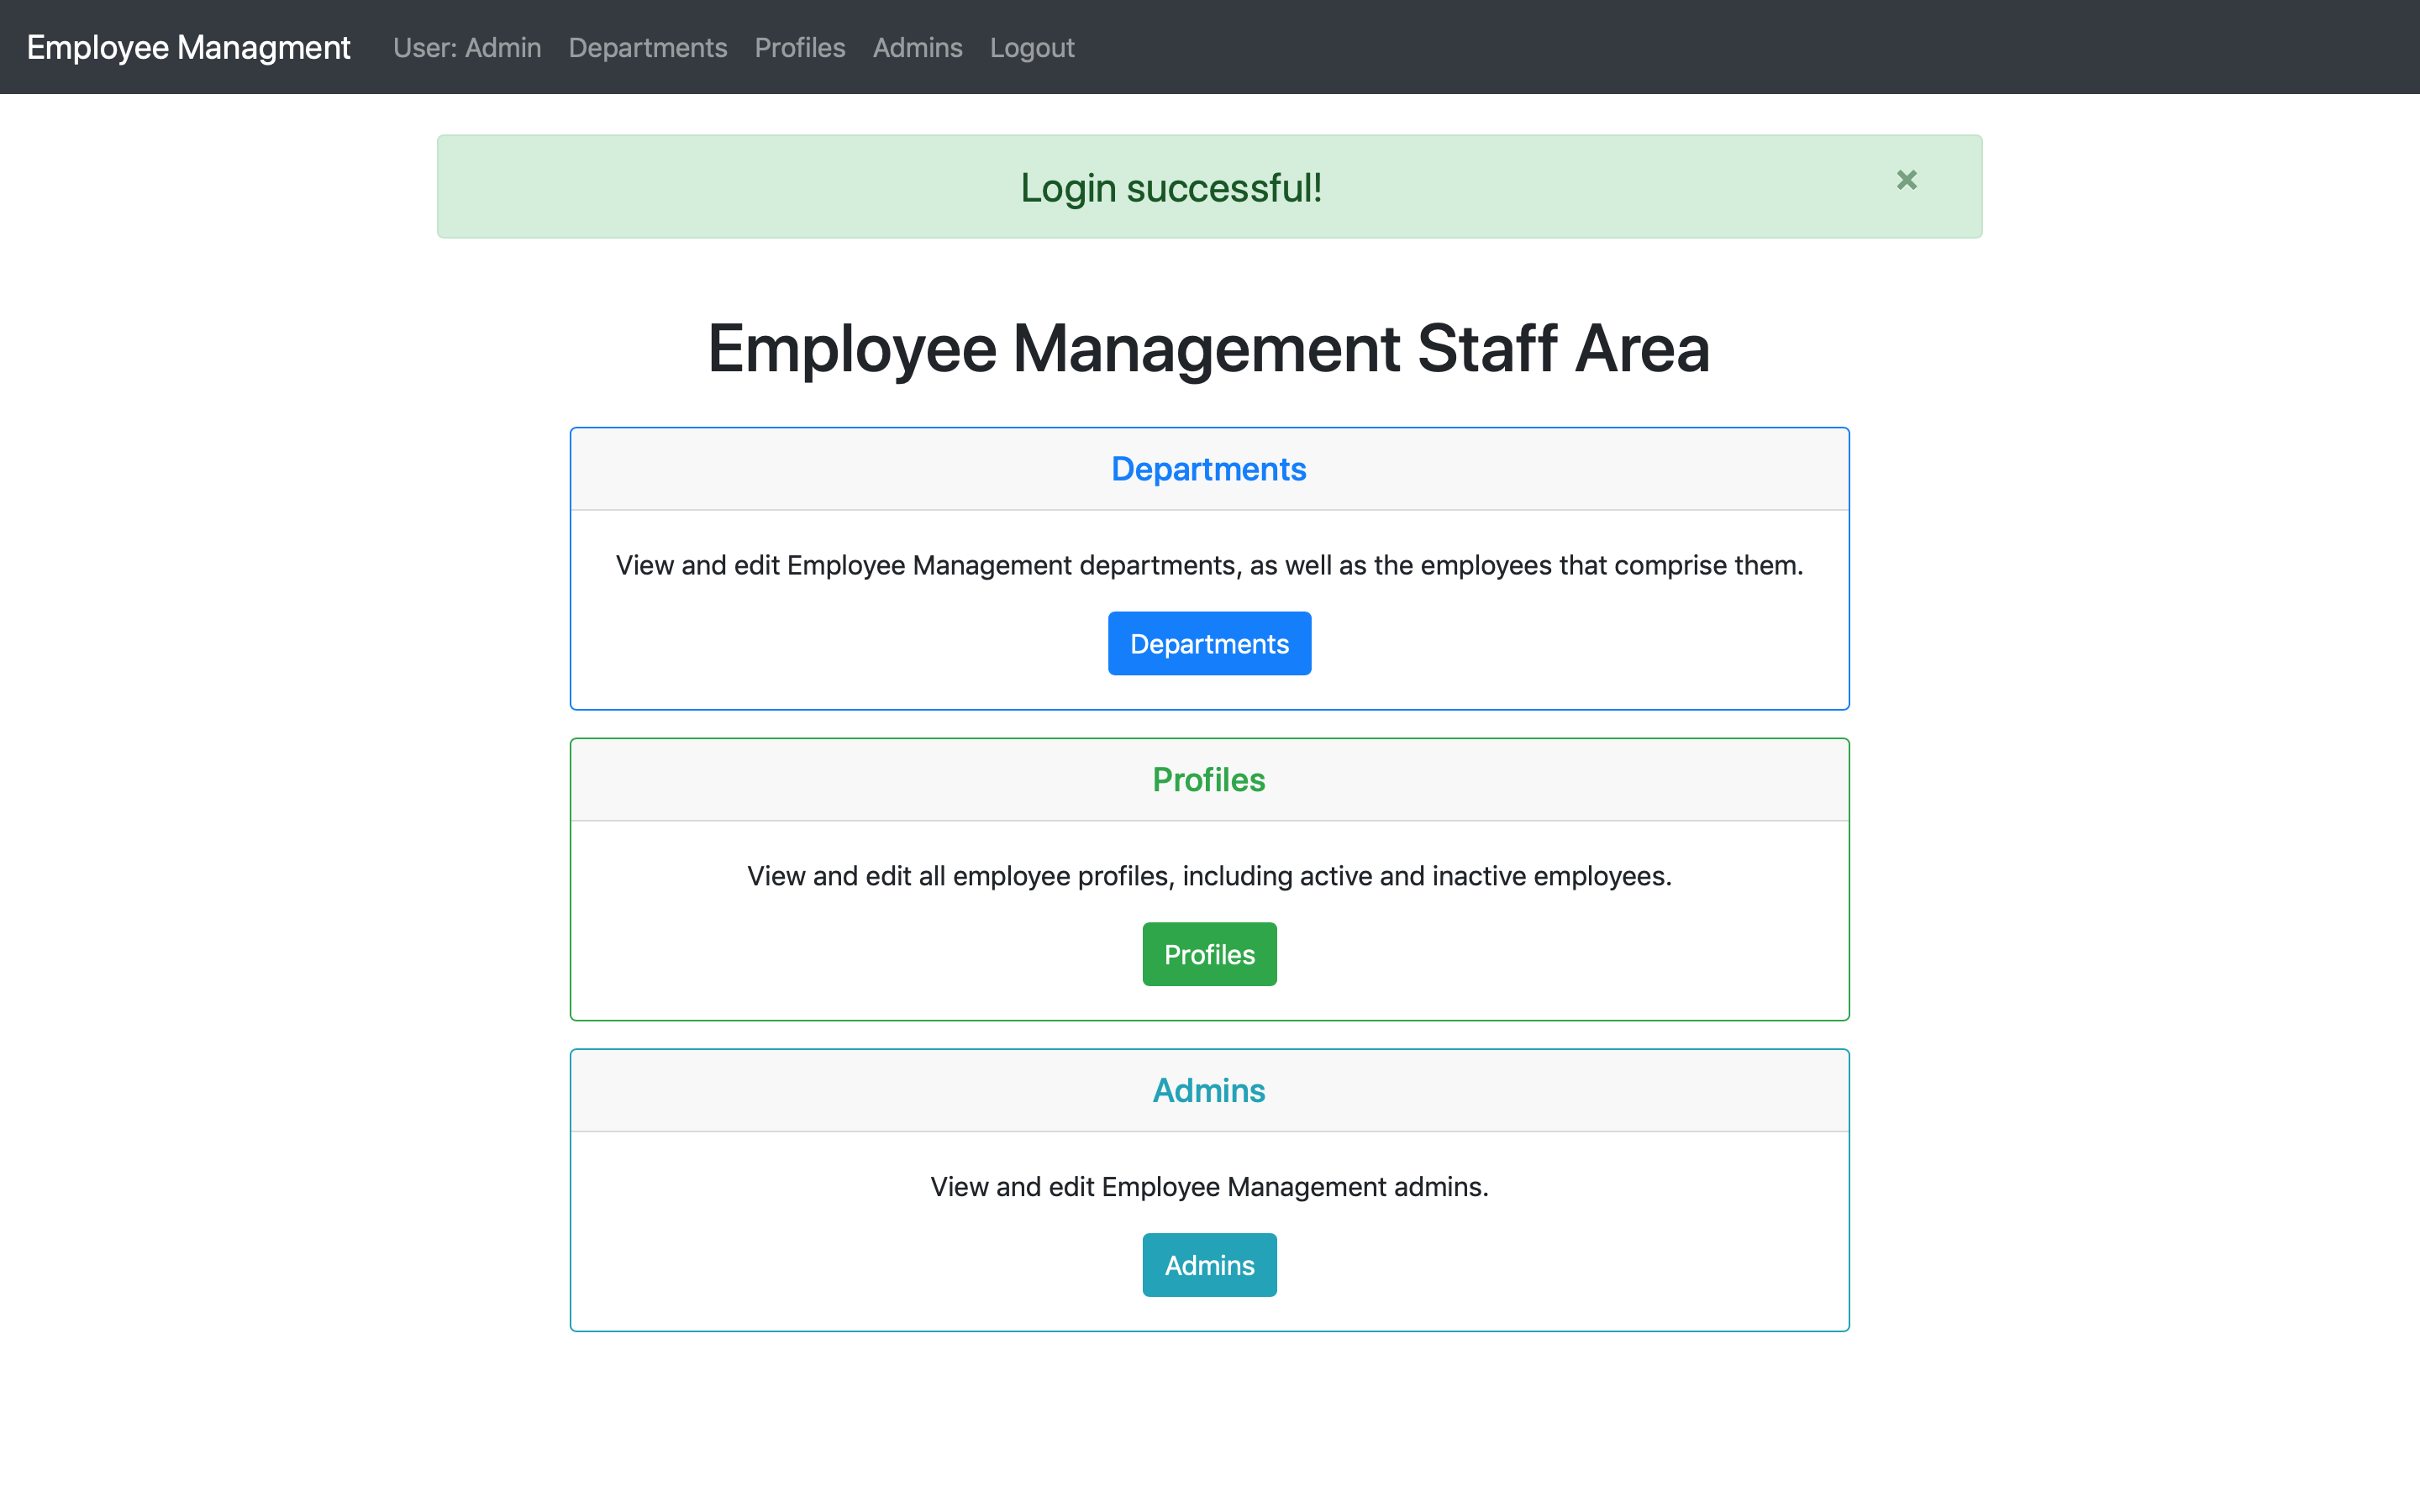 Employee Managment User: Admin Departments Profiles Admins Logout
Login successful! ×
Employee Management Staff Area
Departments
View and edit Employee Management departments, as well as the employees that comprise them.
Departments
Profiles
View and edit all employee profiles, including active and inactive employees.
Profiles
Admins
View and edit Employee Management admins.
Admins